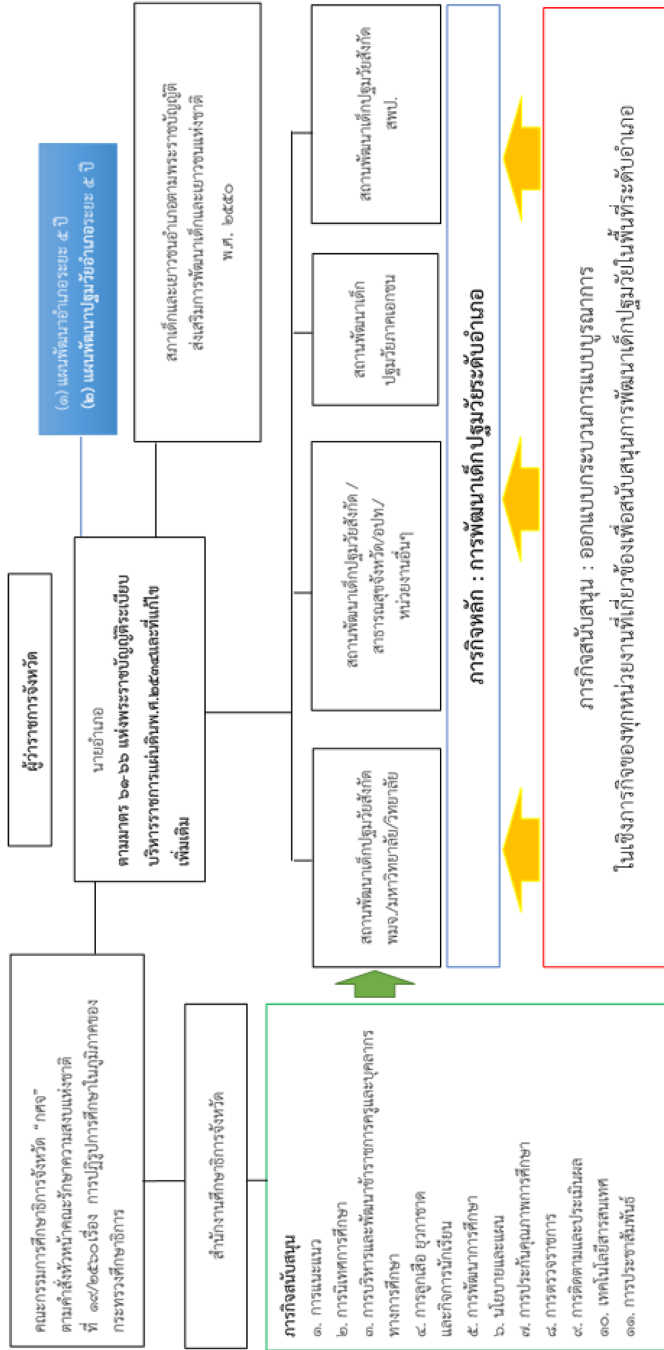 ผู้ว่าราชการจังหวัด
คณะกรรมการศึกษาธิการจังหวัด “กศจ”
ตามคำสั่งหัวหน้าคณะรักษาความสงบแห่งชาติ
ที่ ๑๙/๒๕๖๐เรื่อง การปฏิรูปการศึกษาในภูมิภาคของ
กระทรวงศึกษาธิการ
นายอำเภอ
ตามมาตร ๖๑-๖๖ แห่งพระราชบัญญัติระเบียบ
บริหารราชการแผ่นดินพ.ศ.๒๕๓๔และที่แก้ไข
เพิ่มเติม
(๑) แผนพัฒนาอำเภอระยะ ๕ ปี
(๒) แผนพัฒนาปฐมวัยอำเภอระยะ ๕ ปี
สภาเด็กและเยาวชนอำเภอตามพระราชบัญญัติ
ส่งเสริมการพัฒนาเด็กและเยาวชนแห่งชาติ
พ.ศ. ๒๕๕๐
สำนักงานศึกษาธิการจังหวัด
ภารกิจสนับสนุน
๑. การแนะแนว
๒. การนิเทศการศึกษา
๓. การบริหารและพัฒนาข้าราชการครูและบุคลากร
ทางการศึกษา
๔. การลูกเสือ ยุวกาชาด
และกิจการนักเรียน
๕. การพัฒนาการศึกษา
๖. นโยบายและแผน
๗. การประกันคุณภาพการศึกษา
๘. การตรวจราชการ
๙. การติดตามและประเมินผล
๑๐. เทคโนโลยีสารสนเทศ
๑๑. การประชาสัมพันธ์
สถานพัฒนาเด็กปฐมวัยสังกัด
พมจ./มหาวิทยาลัย/วิทยาลัย
สถานพัฒนาเด็กปฐมวัยสังกัด /
สาธารณสุขจังหวัด/อปท./
หน่วยงานอื่นๆ
สถานพัฒนาเด็ก
ปฐมวัยภาคเอกชน
สถานพัฒนาเด็กปฐมวัยสังกัด
สพป.
ภารกิจหลัก : การพัฒนาเด็กปฐมวัยระดับอำเภอ
ภารกิจสนับสนุน : ออกแบบกระบวนการแบบบูรณาการ
ในเชิงภารกิจของทุกหน่วยงานที่เกี่ยวข้องเพื่อสนับสนุนการพัฒนาเด็กปฐมวัยในพื้นที่ระดับอำเภอ